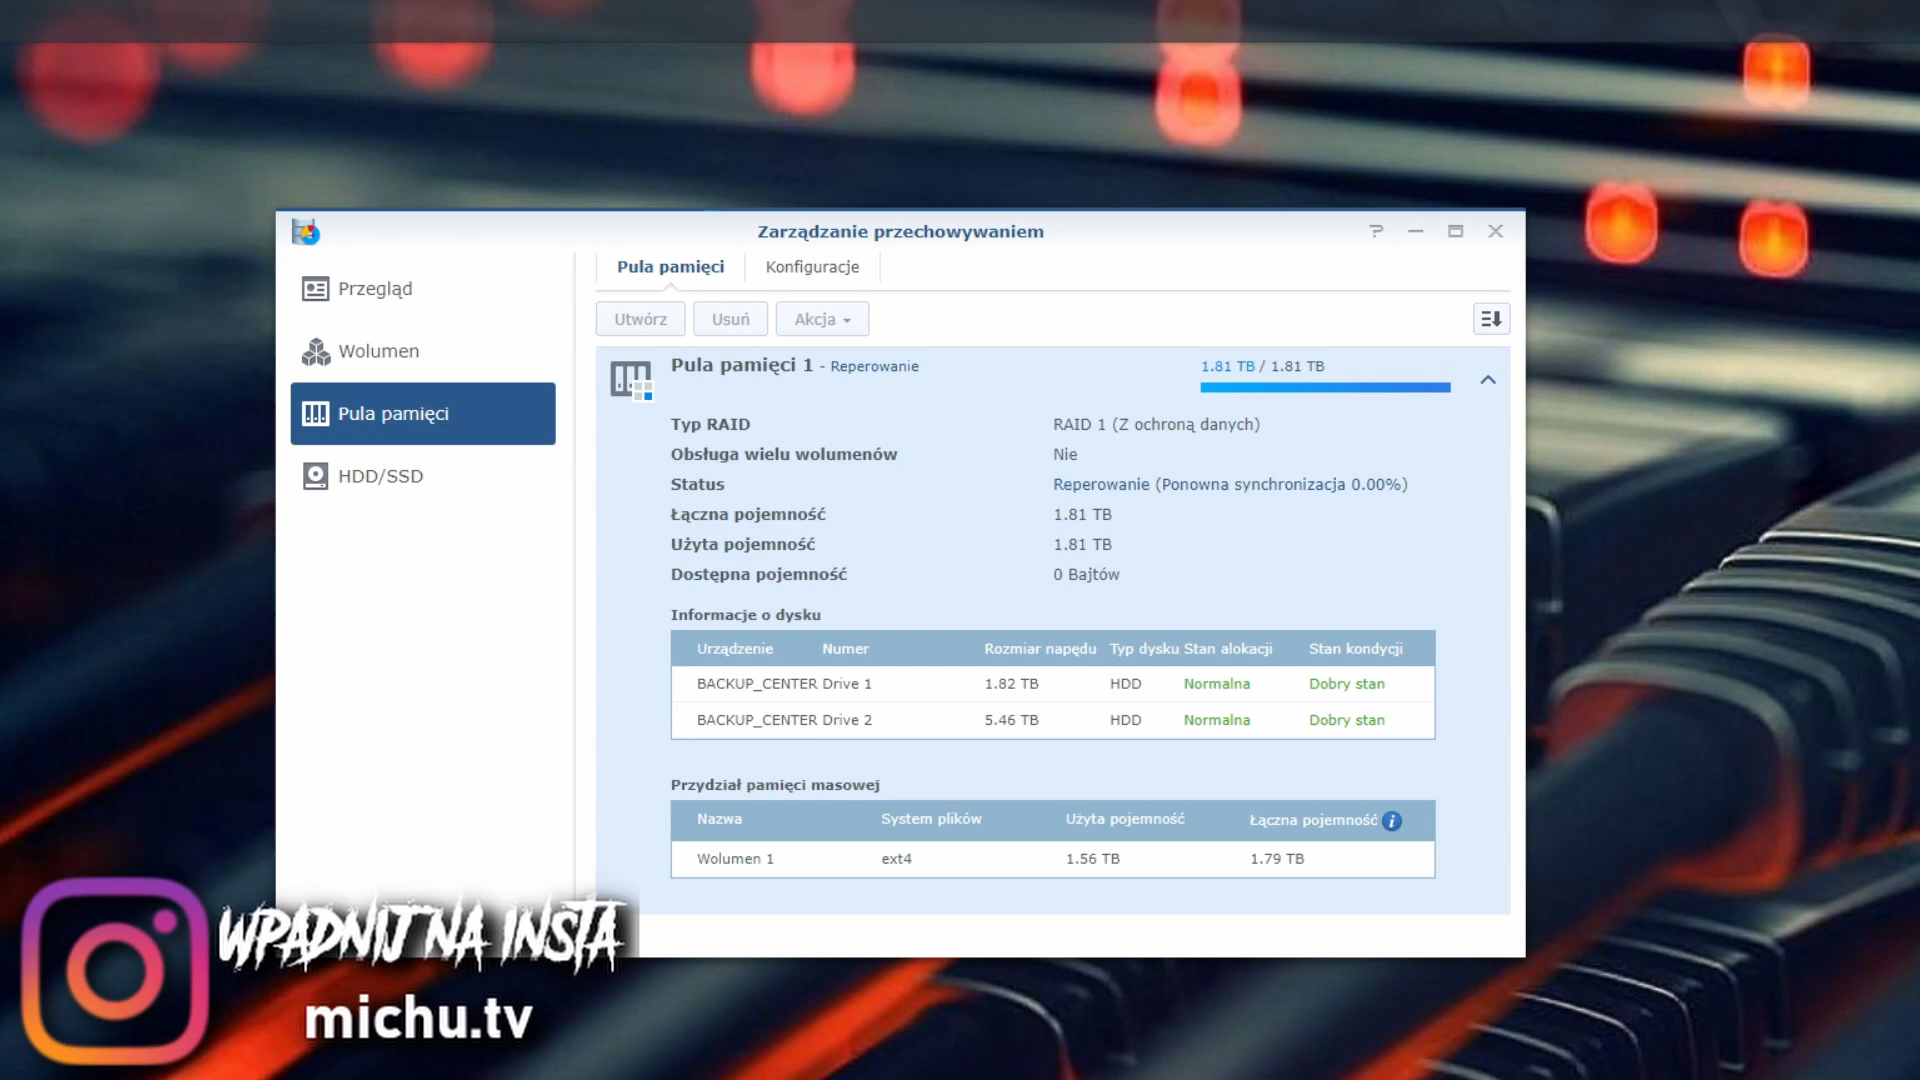 Zarządzanie przechowywaniem
Przegląd
Wolumen
Pula pamięci
HDD/SSD
Pula pamięci Konfiguracje
Utwórz Usuń Akcja
Pula pamięci 1 - Reperowanie 1.81 TB / 1.81 TB
Typ RAID RAID 1 (Z ochroną danych)
Obsługa wielu wolumenów Nie
Status Reperowanie (Ponowna synchronizacja 0.00%)
Łączna pojemność 1.81 TB
Użyta pojemność 1.81 TB
Dostępna pojemność 0 Bajtów
Informacje o dysku
Urządzenie Numer Rozmiar napędu Typ dysku Stan alokacji Stan kondycji
BACKUP_CENTER Drive 1 1.82 TB HDD Normalna Dobry stan
BACKUP_CENTER Drive 2 5.46 TB HDD Normalna Dobry stan
Przydział pamięci masowej
Nazwa System plików Użyta pojemność Łączna pojemność
Wolumen 1 ext4 1.56 TB 1.79 TB
WPADNIJ NA INSTA
michu.tv